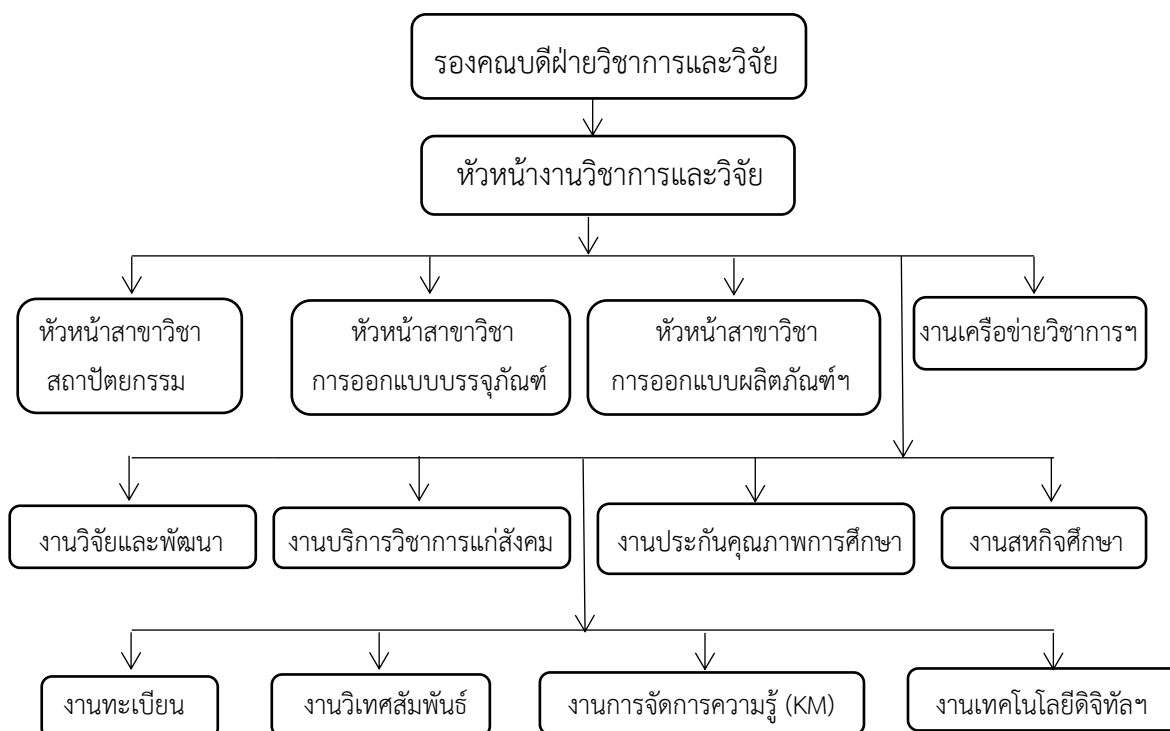 รองคณบดีฝ่ายวิชาการและวิจัย
หัวหน้างานวิชาการและวิจัย
หัวหน้าสาขาวิชา
สถาปัตยกรรม
หัวหน้าสาขาวิชา
การออกแบบบรรจุภัณฑ์
หัวหน้าสาขาวิชา
การออกแบบผลิตภัณฑ์ฯ
งานเครือข่ายวิชาการฯ
งานวิจัยและพัฒนา
งานบริการวิชาการแก่สังคม
งานประกันคุณภาพการศึกษา
งานสหกิจศึกษา
งานทะเบียน
งานวิเทศสัมพันธ์
งานการจัดการความรู้ (KM)
งานเทคโนโลยีดิจิทัลฯ